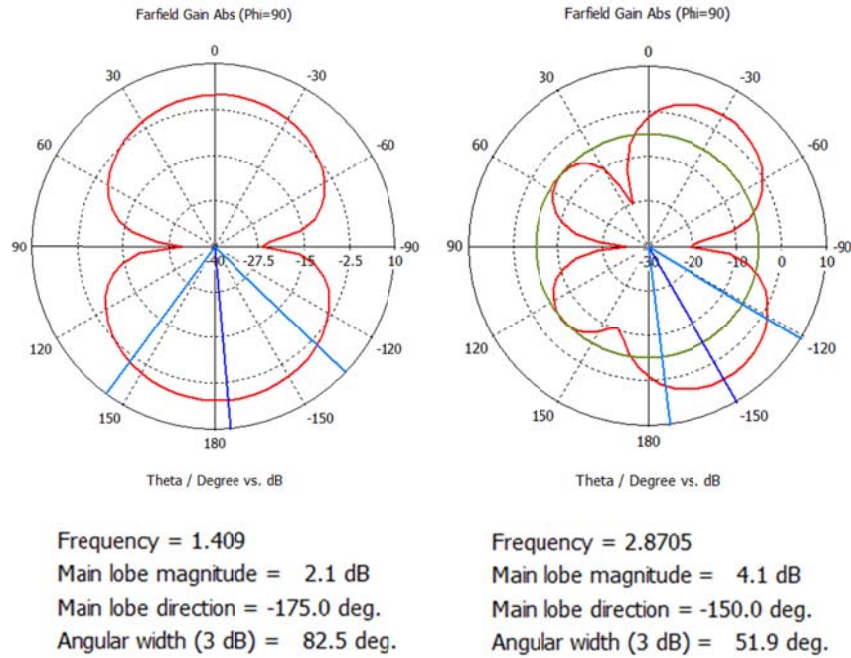 Farfield Gain Abs (Phi=90)
0
30
-30
60
-60
90
-40
-27.5
-15
-2.5
10
-90
120
-120
150
-150
180
Theta / Degree vs. dB
Frequency = 1.409
Main lobe magnitude = 2.1 dB
Main lobe direction = -175.0 deg.
Angular width (3 dB) = 82.5 deg.
Farfield Gain Abs (Phi=90)
0
30
-30
60
-60
90
-30
-20
-10
0
10
-90
120
-120
150
-150
180
Theta / Degree vs. dB
Frequency = 2.8705
Main lobe magnitude = 4.1 dB
Main lobe direction = -150.0 deg.
Angular width (3 dB) = 51.9 deg.